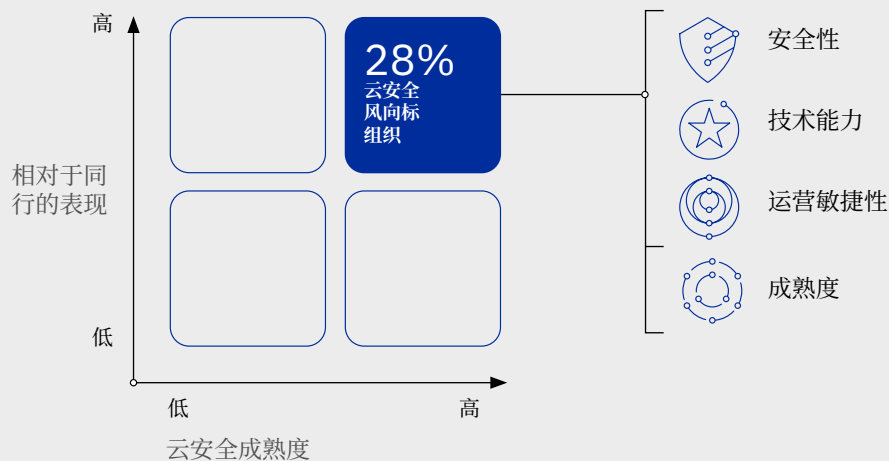 高
28%
云安全
风向标
组织
相对于同
行的表现
低
低
高
云安全成熟度
安全性
技术能力
运营敏捷性
成熟度